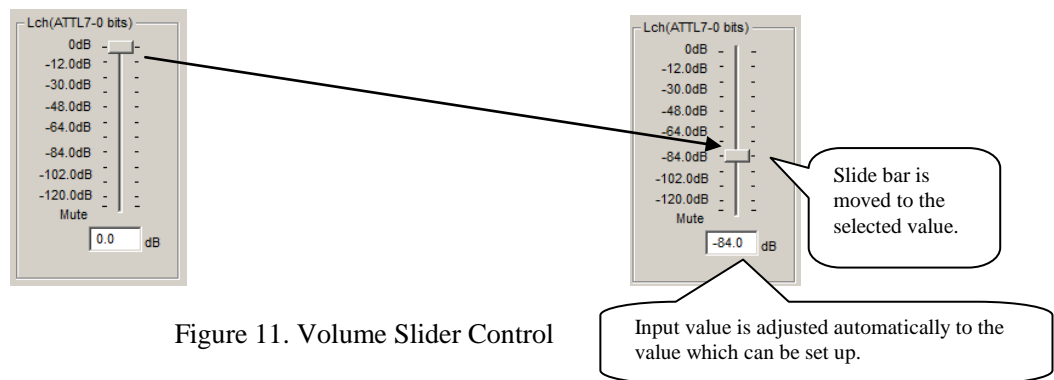 Lch(ATTL7-0 bits)
0dB
-12.0dB
-30.0dB
-48.0dB
-64.0dB
-84.0dB
-102.0dB
-120.0dB
Mute
0.0 dB
Lch(ATTL7-0 bits)
0dB
-12.0dB
-30.0dB
-48.0dB
-64.0dB
-84.0dB
-102.0dB
-120.0dB
Mute
-84.0 dB
Slide bar is
moved to the
selected value.
Input value is adjusted automatically to the
value which can be set up.
Figure 11. Volume Slider Control